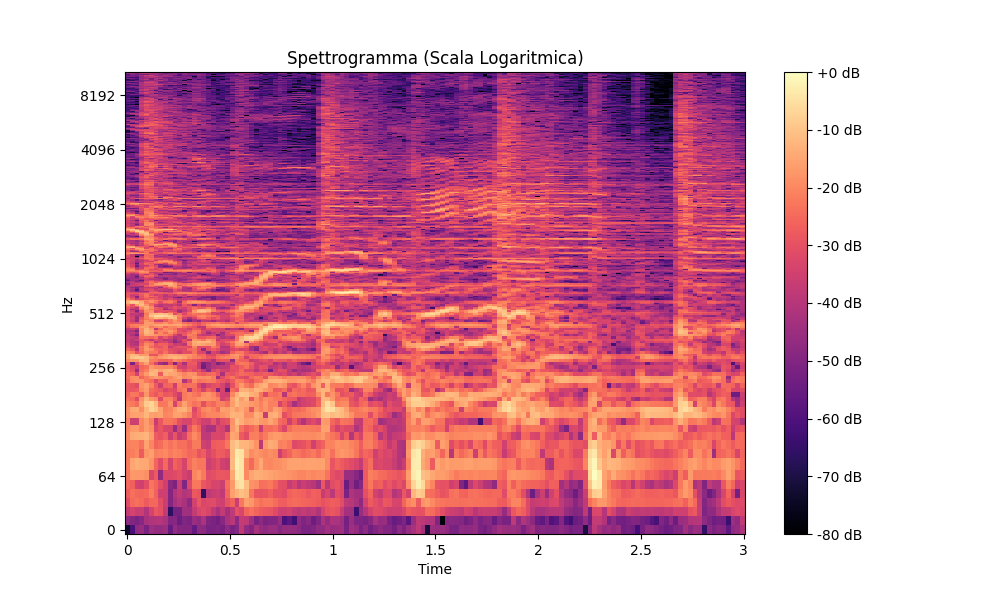 Spettrogramma (Scala Logaritmica)
Hz
8192
4096
2048
1024
512
256
128
64
0
0 0.5 1 1.5 2 2.5 3
Time
+0 dB
-10 dB
-20 dB
-30 dB
-40 dB
-50 dB
-60 dB
-70 dB
-80 dB